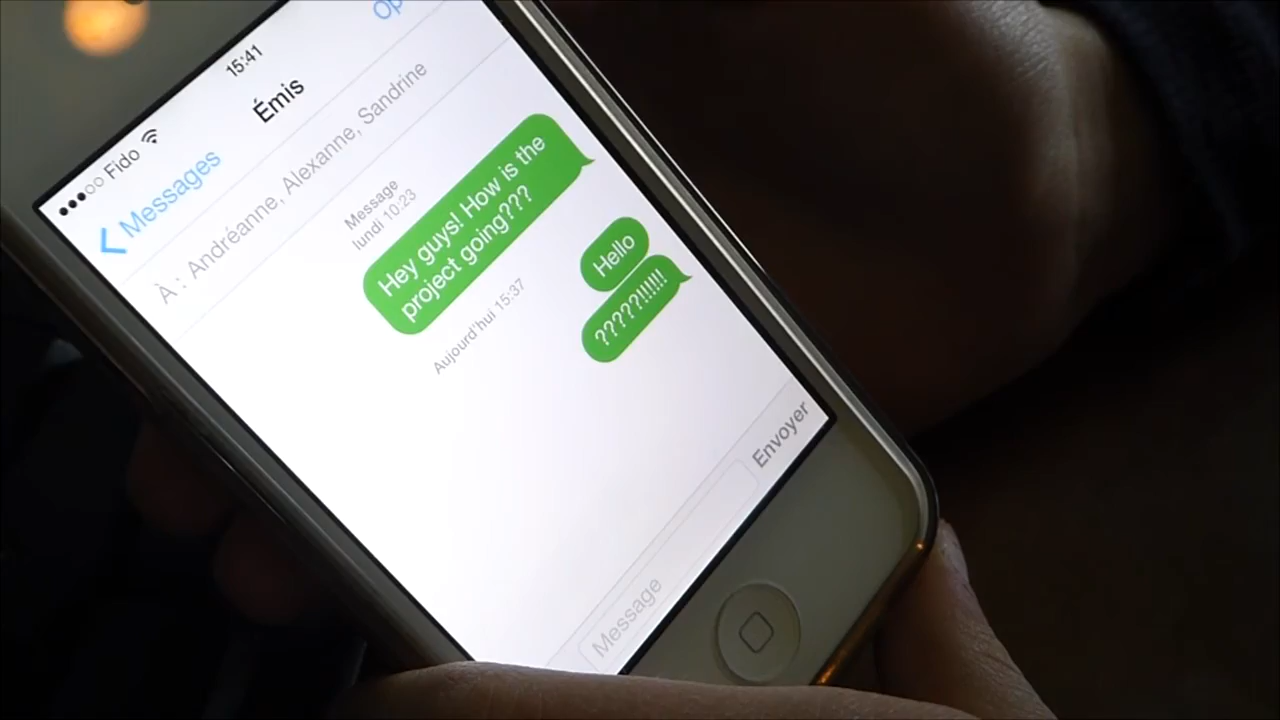 Fido
15:41
Messages
Émis
À : Andréanne, Alexanne, Sandrine
Message
lundi 10:23
Hey guys! How is the
project going???
Aujourd'hui 15:37
Hello
?????!!!!!!
Message
Envoyer